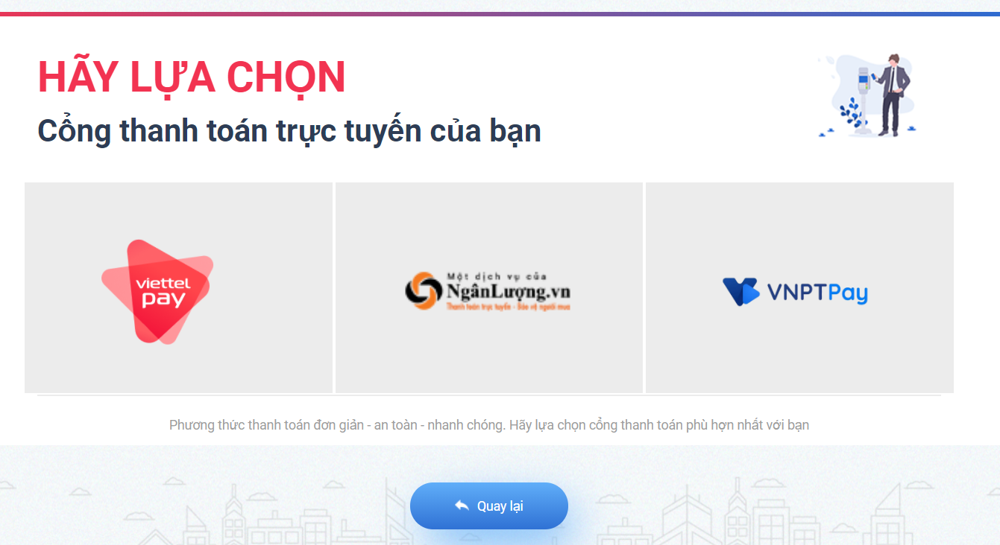 HÃY LỰA CHỌN
Cổng thanh toán trực tuyến của bạn
viettel
pay
Một dịch vụ của
NgânLượng.vn
Thanh toán trực tuyến - Bảo vệ người mua
VNPTPay
Phương thức thanh toán đơn giản - an toàn - nhanh chóng. Hãy lựa chọn cổng thanh toán phù hợn nhất với bạn
Quay lại